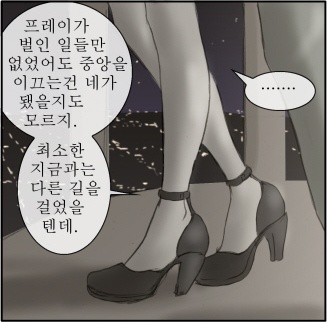 프레이가
벌인 일들만
없었어도 중앙을
이끄는건 네가
됐을지도
모르지.
최소한
지금과는
다른 길을
걸었을
텐데.
.......